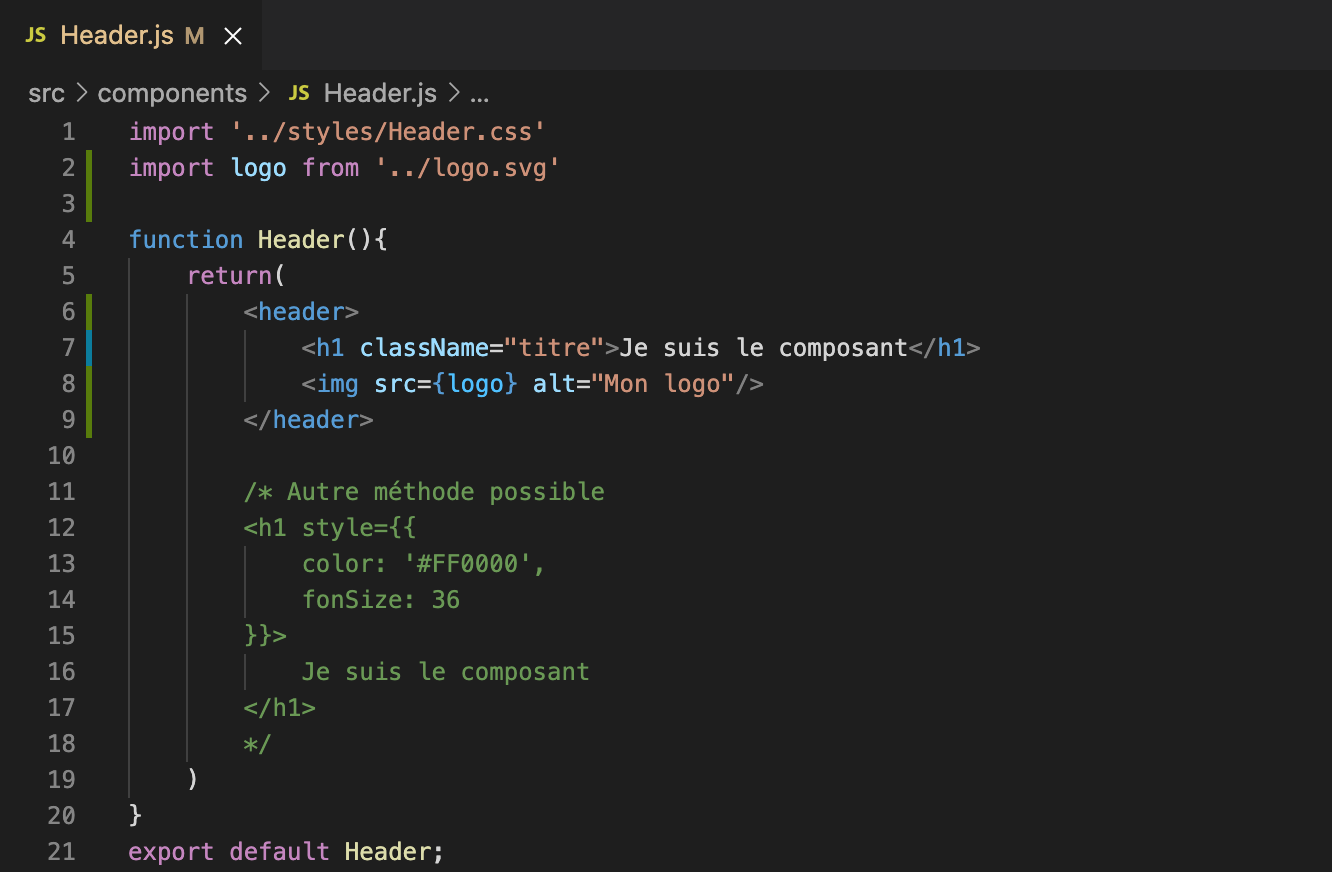 JS Header.js M ×
src > components > JS Header.js > ...
1 import '../styles/Header.css'
2 import logo from '../logo.svg'
3
4 function Header(){
5 return(
6 <header>
7 <h1 className="titre">Je suis le composant</h1>
8 <img src={logo} alt="Mon logo"/>
9 </header>
10
11 /* Autre méthode possible
12 <h1 style={{
13 color: '#FF0000',
14 fonSize: 36
15 }}>
16 Je suis le composant
17 </h1>
18 */
19 )
20 }
21 export default Header;